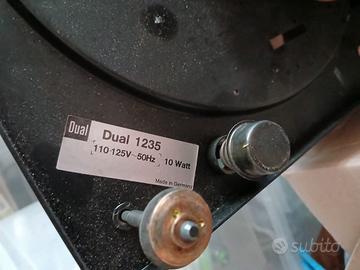 Dual
Dual 1235
110-125V~50Hz 10 Watt
Made in Germany
subito